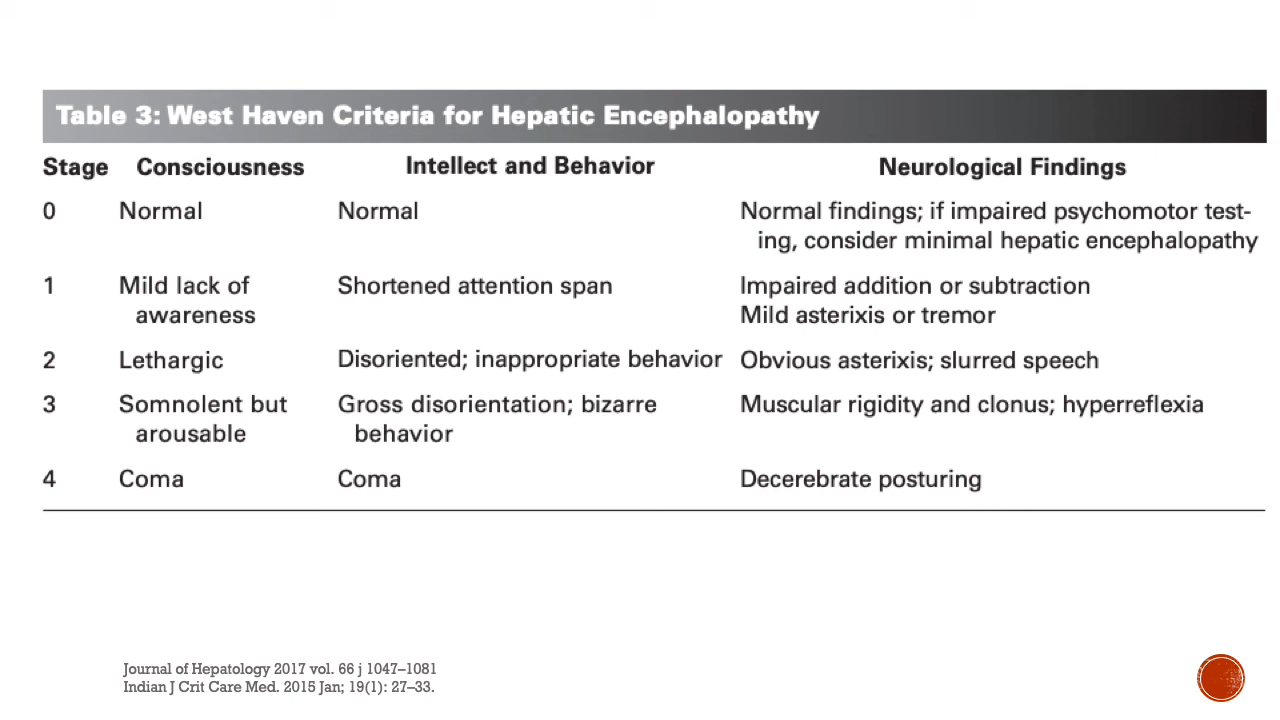 Table 3: West Haven Criteria for Hepatic Encephalopathy
Stage Consciousness Intellect and Behavior Neurological Findings
0 Normal Normal Normal findings; if impaired psychomotor test-
ing, consider minimal hepatic encephalopathy
1 Mild lack of Shortened attention span Impaired addition or subtraction
awareness Mild asterixis or tremor
2 Lethargic Disoriented; inappropriate behavior Obvious asterixis; slurred speech
3 Somnolent but Gross disorientation; bizarre Muscular rigidity and clonus; hyperreflexia
arousable behavior
4 Coma Coma Decerebrate posturing
Journal of Hepatology 2017 vol. 66 j 1047–1081
Indian J Crit Care Med. 2015 Jan; 19(1): 27–33.